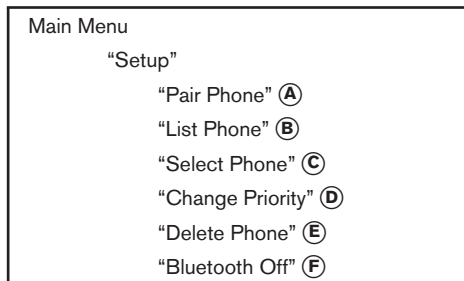 Main Menu
“Setup”
“Pair Phone” Ⓐ
“List Phone” Ⓑ
“Select Phone” Ⓒ
“Change Priority” Ⓓ
“Delete Phone” Ⓔ
“Bluetooth Off” Ⓕ